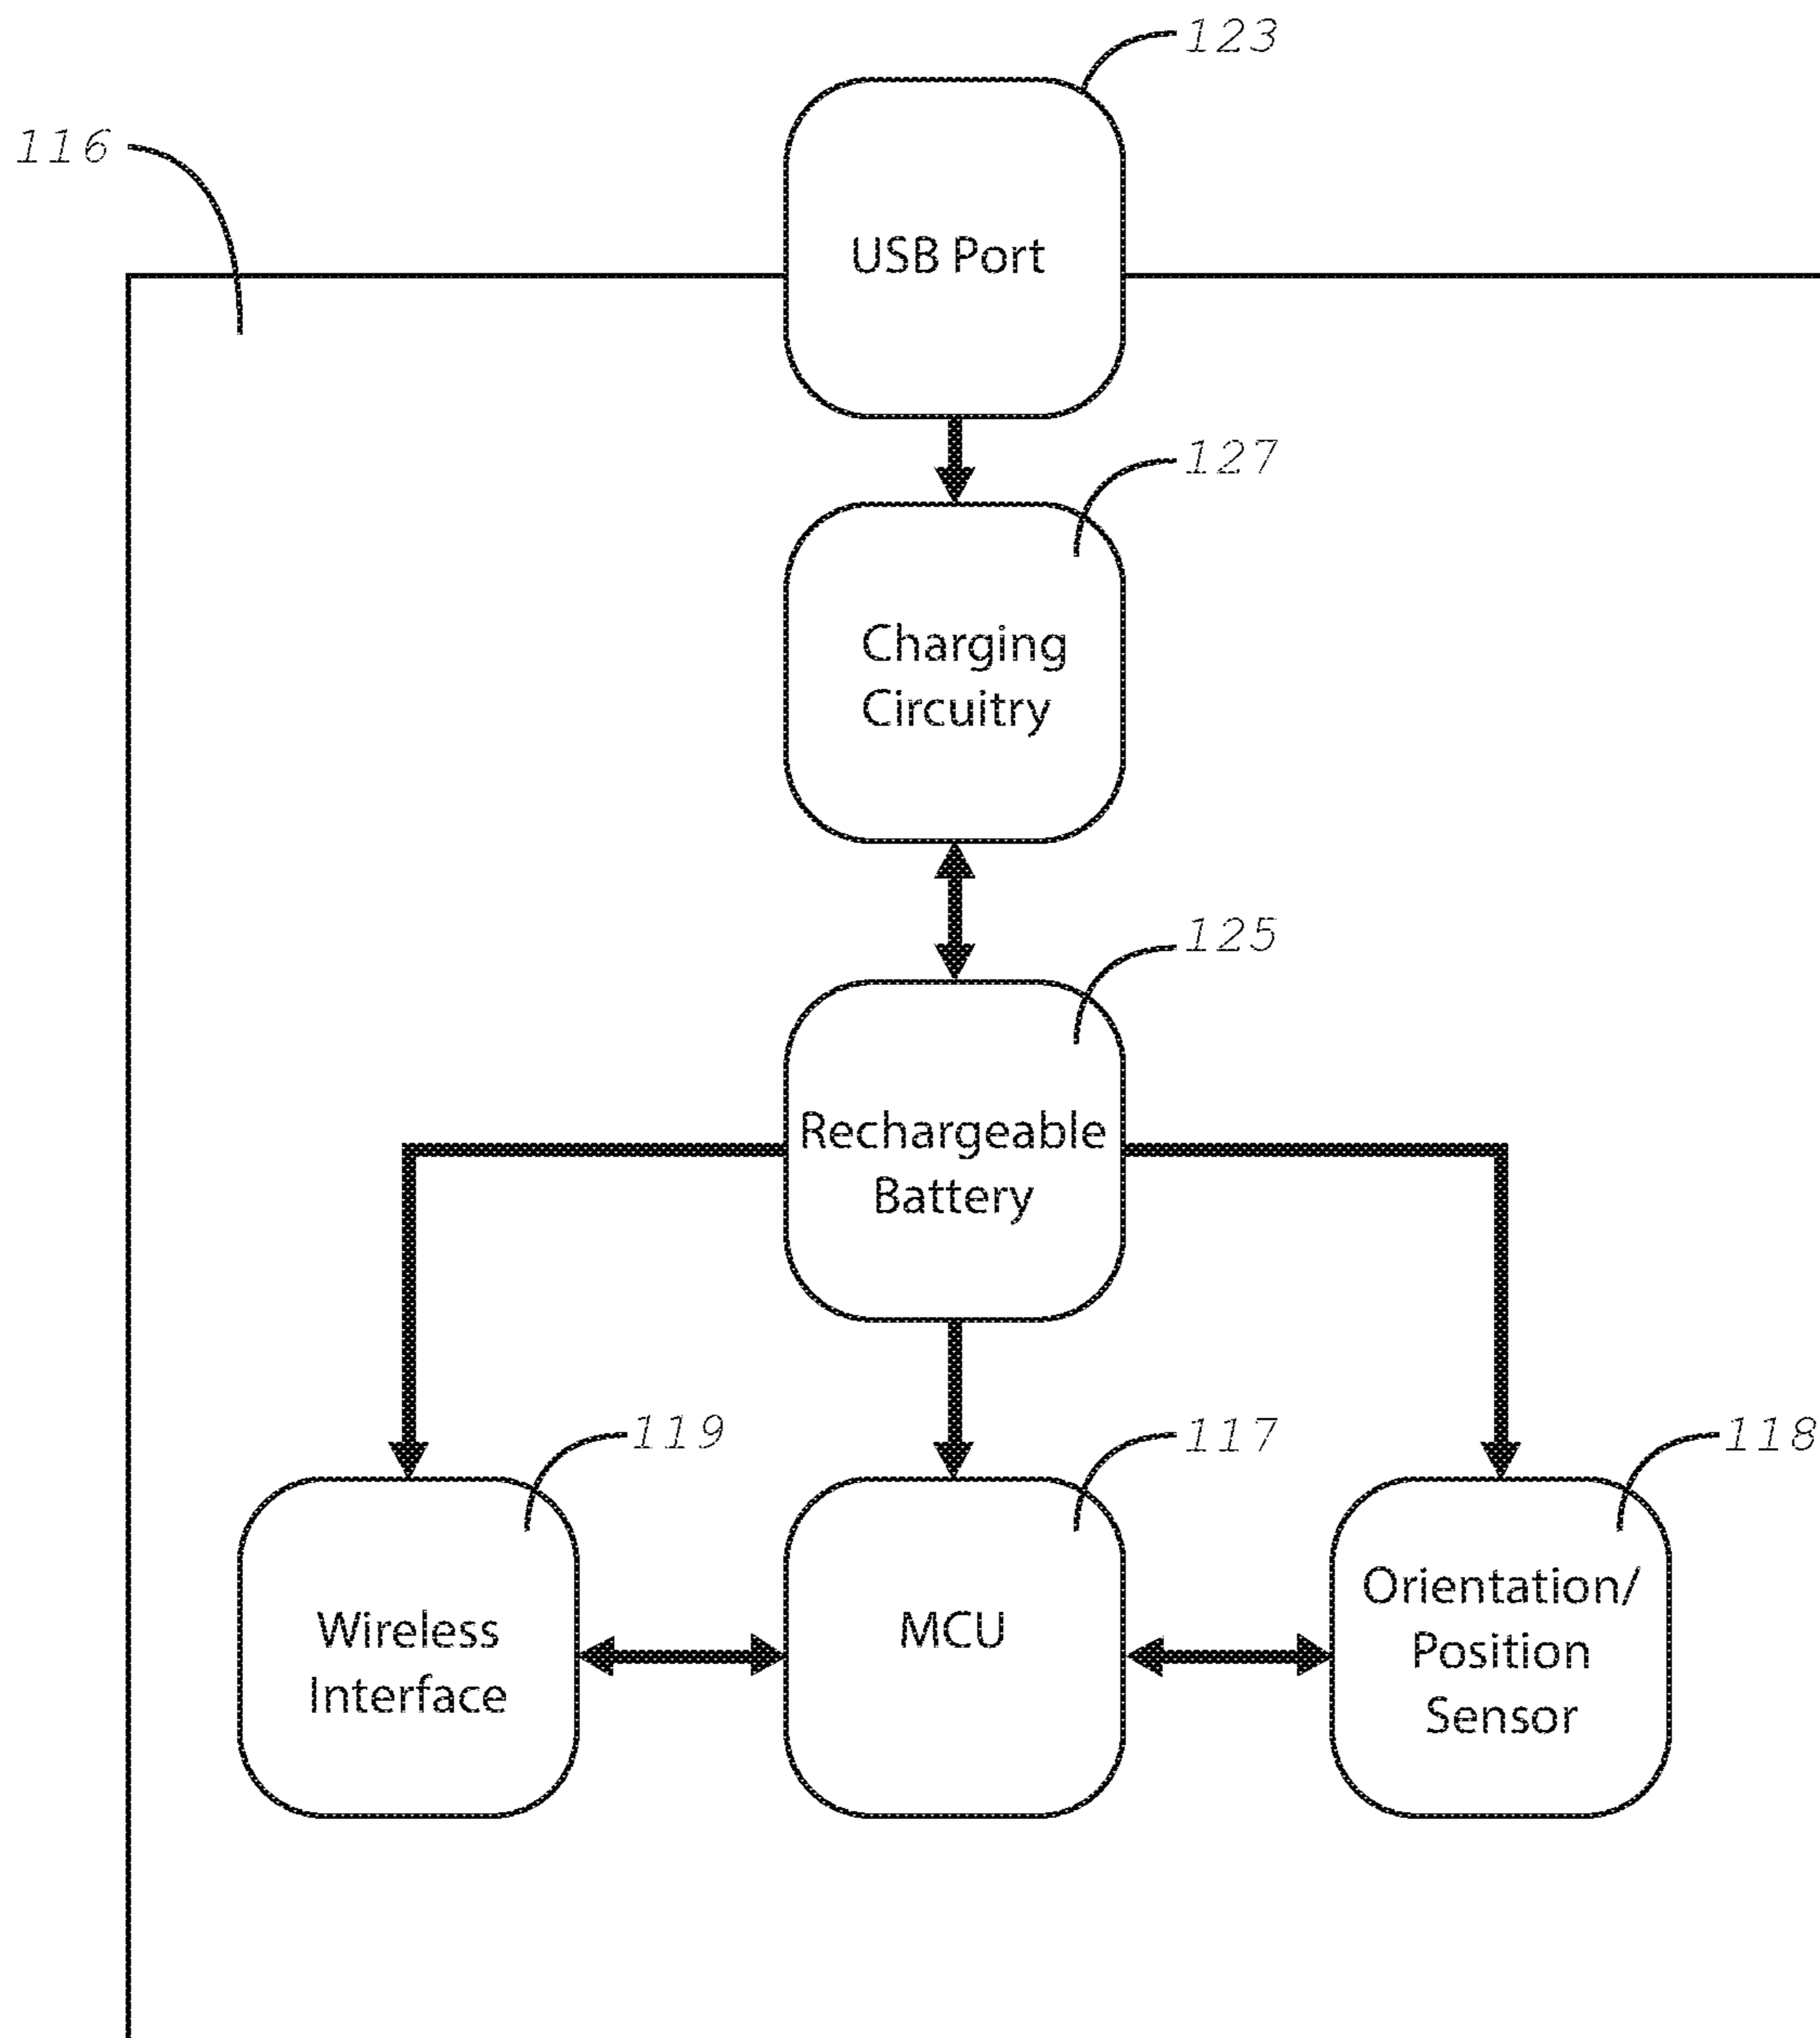 123
116
USB Port
127
Charging
Circuitry
125
Rechargeable
Battery
119
117
118
Wireless
Interface
MCU
Orientation/
Position
Sensor